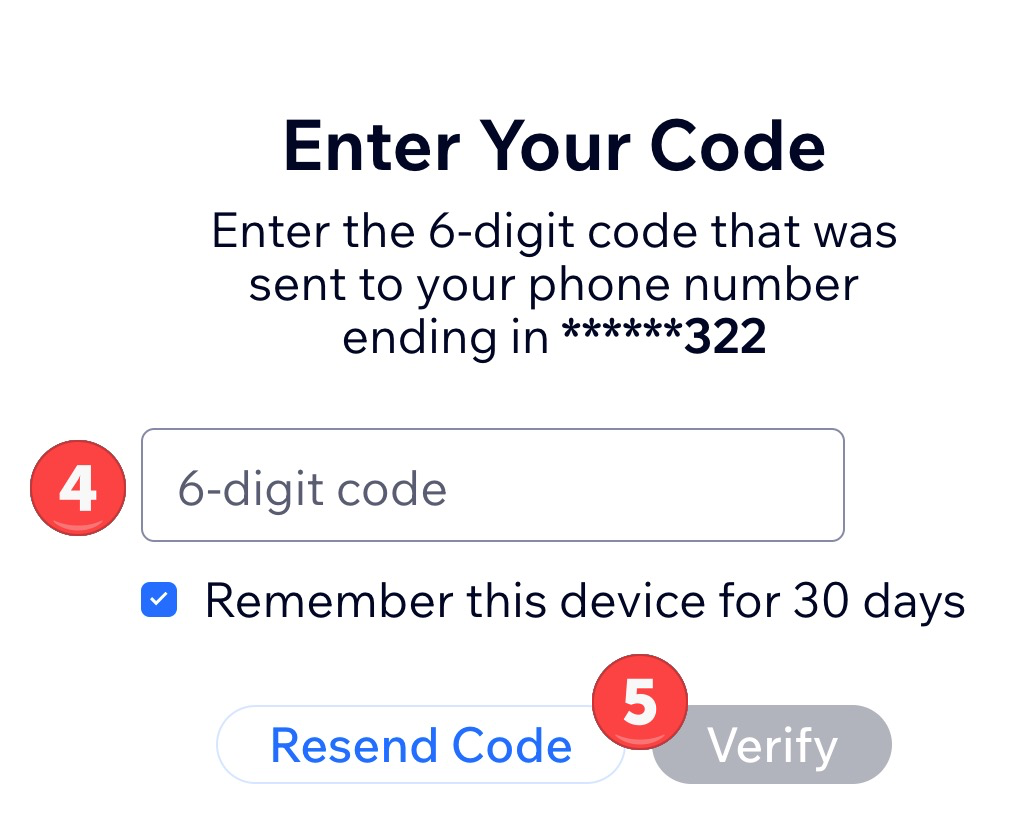 Enter Your Code
Enter the 6-digit code that was
sent to your phone number
ending in ******322
4
6-digit code
Remember this device for 30 days
5
Resend Code
Verify